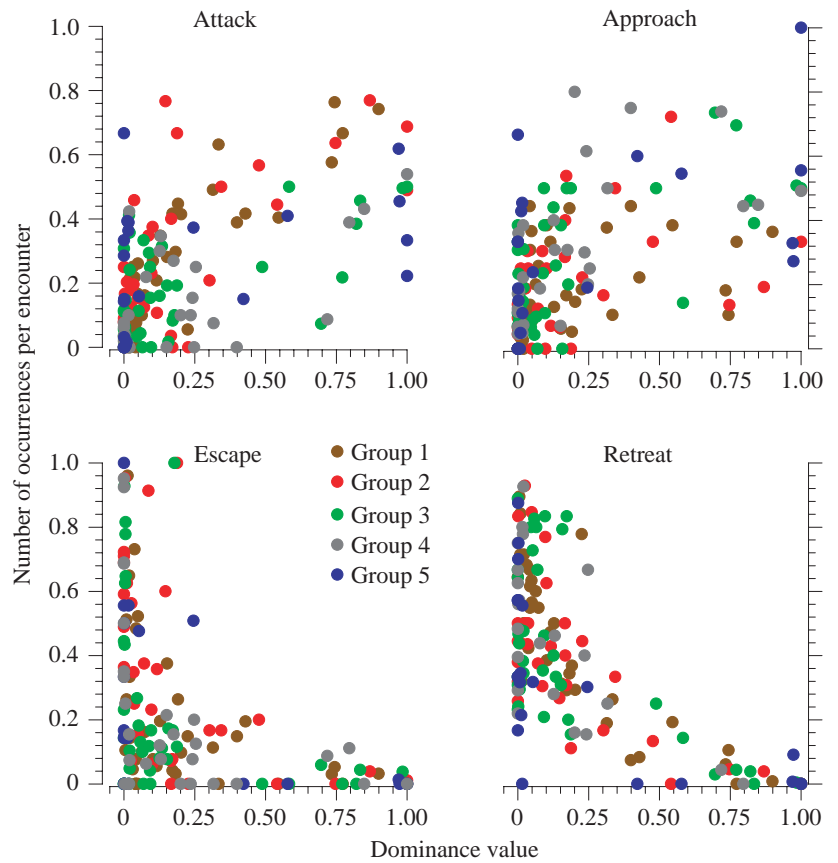 Attack
Approach
1.0
0.8
0.6
0.4
0.2
0
0 0.25 0.50 0.75 1.00
0 0.25 0.50 0.75 1.00
Number of occurrences per encounter
Escape
Group 1
Group 2
Group 3
Group 4
Group 5
Retreat
1.0
0.8
0.6
0.4
0.2
0
0 0.25 0.50 0.75 1.00
0 0.25 0.50 0.75 1.00
Dominance value